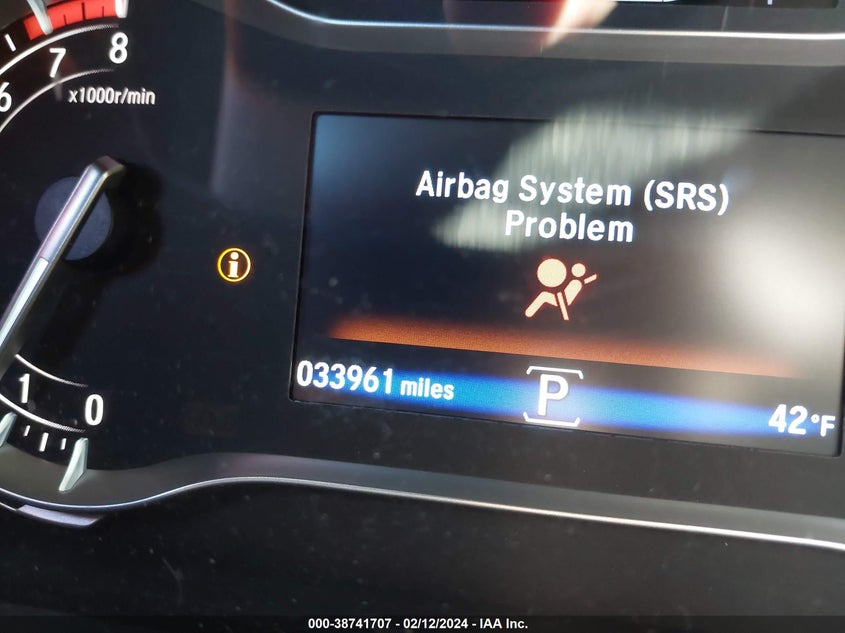 8
7
6
x1000r/min
1
0
Airbag System (SRS)
Problem
033961 miles
P
42°F
000-38741707 - 02/12/2024 - IAA Inc.